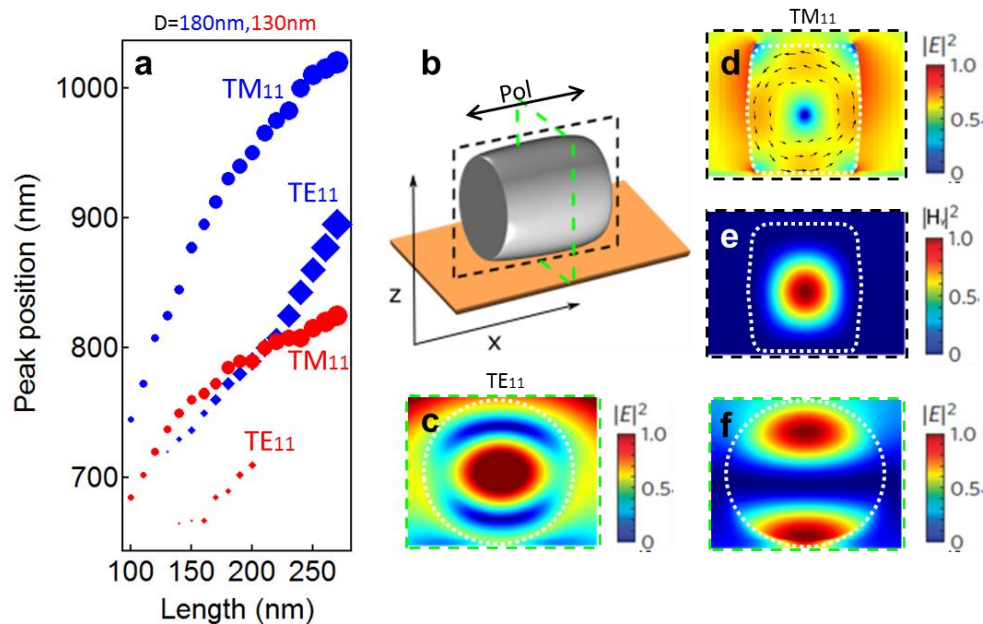 D=180nm,130nm
a
TM11
TE11
TM11
TE11
1000
900
800
700
Peak position (nm)
100 150 200 250
Length (nm)
b
Pol
z
x
TM11
d
|E|²
1.0
0.5
0
e
|Hy|²
1.0
0.5
0
TE11
c
|E|²
1.0
0.5
0
f
|E|²
1.0
0.5
0